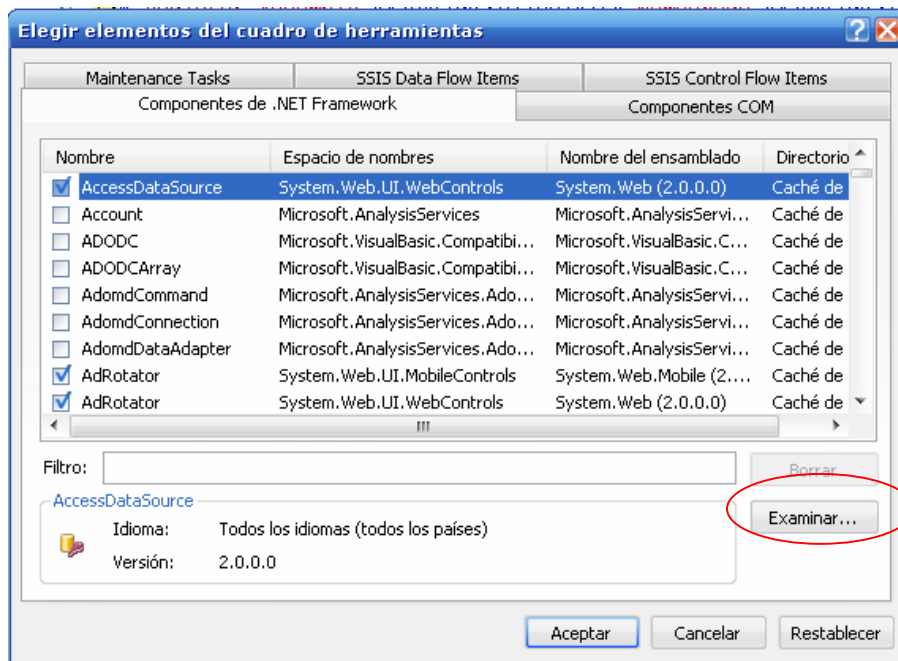 Elegir elementos del cuadro de herramientas
Maintenance Tasks SSIS Data Flow Items SSIS Control Flow Items
Componentes de .NET Framework Componentes COM
Nombre Espacio de nombres Nombre del ensamblado Directorio
AccessDataSource System.Web.UI.WebControls System.Web (2.0.0.0) Caché de
Account Microsoft.AnalysisServices Microsoft.AnalysisServi... Caché de
ADODC Microsoft.VisualBasic.Compatibi... Microsoft.VisualBasic.C... Caché de
ADODCArray Microsoft.VisualBasic.Compatibi... Microsoft.VisualBasic.C... Caché de
AdomdCommand Microsoft.AnalysisServices.Ado... Microsoft.AnalysisServi... Caché de
AdomdConnection Microsoft.AnalysisServices.Ado... Microsoft.AnalysisServi... Caché de
AdomdDataAdapter Microsoft.AnalysisServices.Ado... Microsoft.AnalysisServi... Caché de
AdRotator System.Web.UI.MobileControls System.Web.Mobile (2.... Caché de
AdRotator System.Web.UI.WebControls System.Web (2.0.0.0) Caché de
Filtro: Borrar
AccessDataSource
Examinar...
Idioma: Todos los idiomas (todos los países)
Versión: 2.0.0.0
Aceptar Cancelar Restablecer